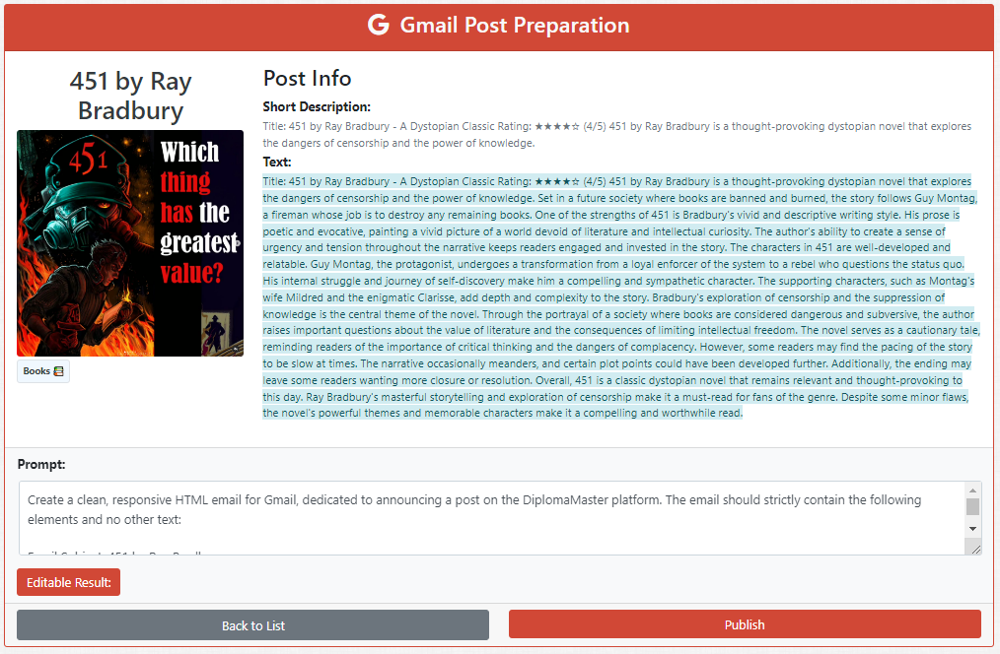 Gmail Post Preparation
451 by Ray
Bradbury
451
Which
thing
has the
greatest
value?
Books
Post Info
Short Description:
Title: 451 by Ray Bradbury - A Dystopian Classic Rating: ★★★★☆ (4/5) 451 by Ray Bradbury is a thought-provoking dystopian novel that explores
the dangers of censorship and the power of knowledge.
Text:
Title: 451 by Ray Bradbury - A Dystopian Classic Rating: ★★★★☆ (4/5) 451 by Ray Bradbury is a thought-provoking dystopian novel that explores
the dangers of censorship and the power of knowledge. Set in a future society where books are banned and burned, the story follows Guy Montag,
a fireman whose job is to destroy any remaining books. One of the strengths of 451 is Bradbury's vivid and descriptive writing style. His prose is
poetic and evocative, painting a vivid picture of a world devoid of literature and intellectual curiosity. The author's ability to create a sense of
urgency and tension throughout the narrative keeps readers engaged and invested in the story. The characters in 451 are well-developed and
relatable. Guy Montag, the protagonist, undergoes a transformation from a loyal enforcer of the system to a rebel who questions the status quo.
His internal struggle and journey of self-discovery make him a compelling and sympathetic character. The supporting characters, such as Montag's
wife Mildred and the enigmatic Clarisse, add depth and complexity to the story. Bradbury's exploration of censorship and the suppression of
knowledge is the central theme of the novel. Through the portrayal of a society where books are considered dangerous and subversive, the author
raises important questions about the value of literature and the consequences of limiting intellectual freedom. The novel serves as a cautionary tale,
reminding readers of the importance of critical thinking and the dangers of complacency. However, some readers may find the pacing of the story
to be slow at times. The narrative occasionally meanders, and certain plot points could have been developed further. Additionally, the ending may
leave some readers wanting more closure or resolution. Overall, 451 is a classic dystopian novel that remains relevant and thought-provoking to
this day. Ray Bradbury's masterful storytelling and exploration of censorship make it a must-read for fans of the genre. Despite some minor flaws,
the novel's powerful themes and memorable characters make it a compelling and worthwhile read.
Prompt:
Create a clean, responsive HTML email for Gmail, dedicated to announcing a post on the DiplomaMaster platform. The email should strictly contain the following
elements and no other text:
Editable Result:
Back to List
Publish